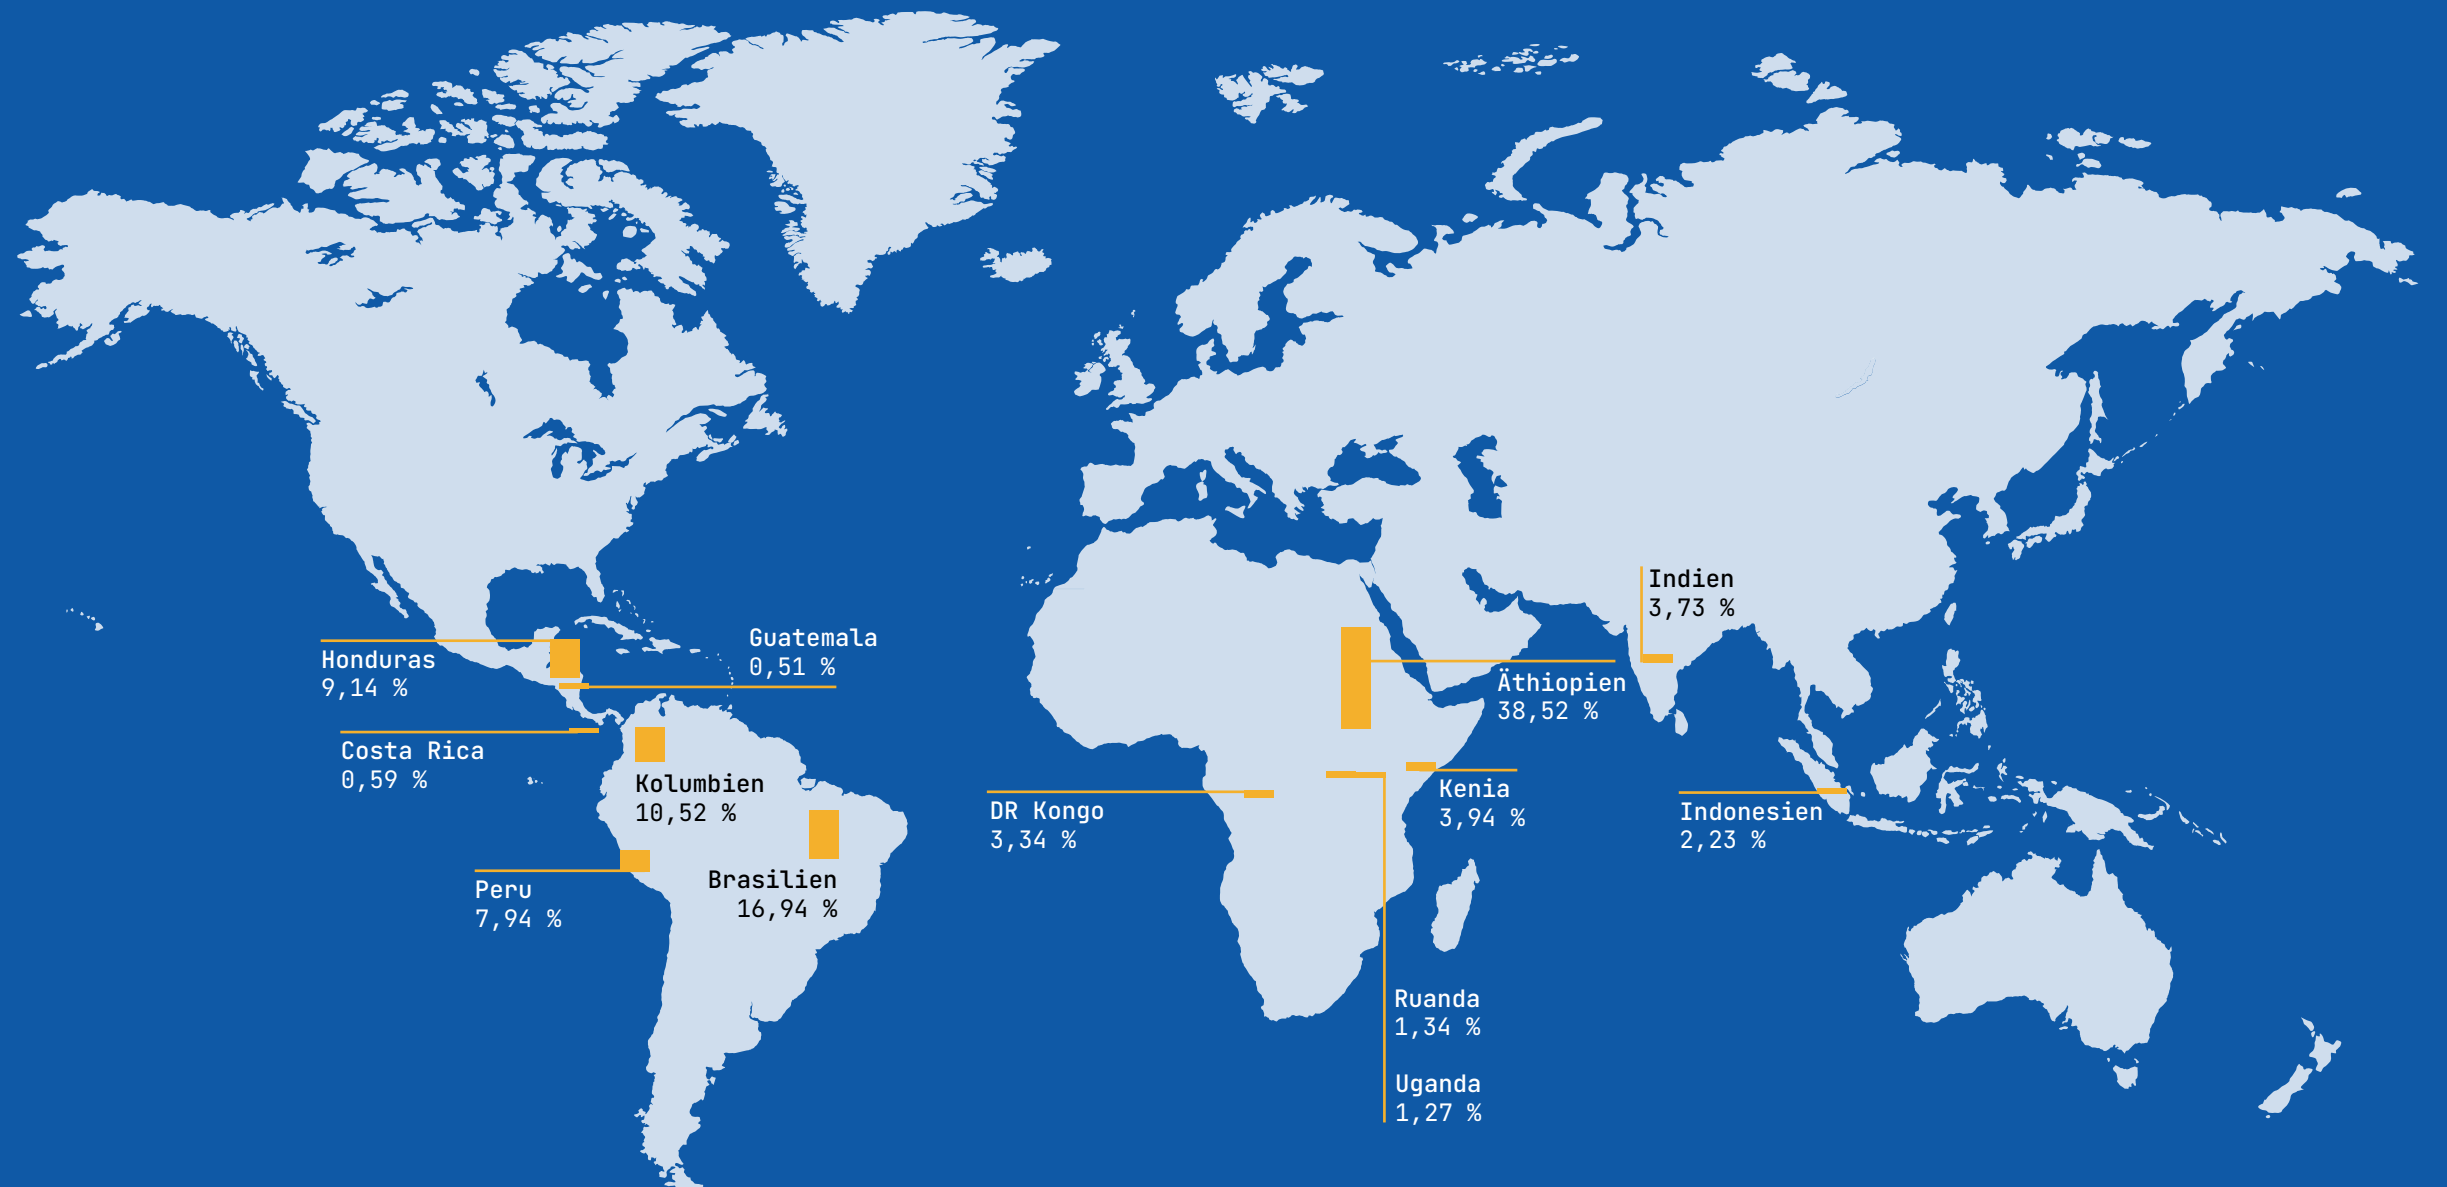 Indien
3,73 %
Guatemala
0,51 %
Honduras
9,14 %
Äthiopien
38,52 %
Costa Rica
0,59 %
Kolumbien
10,52 %
Kenia
3,94 %
DR Kongo
3,34 %
Indonesien
2,23 %
Brasilien
16,94 %
Peru
7,94 %
Ruanda
1,34 %
Uganda
1,27 %